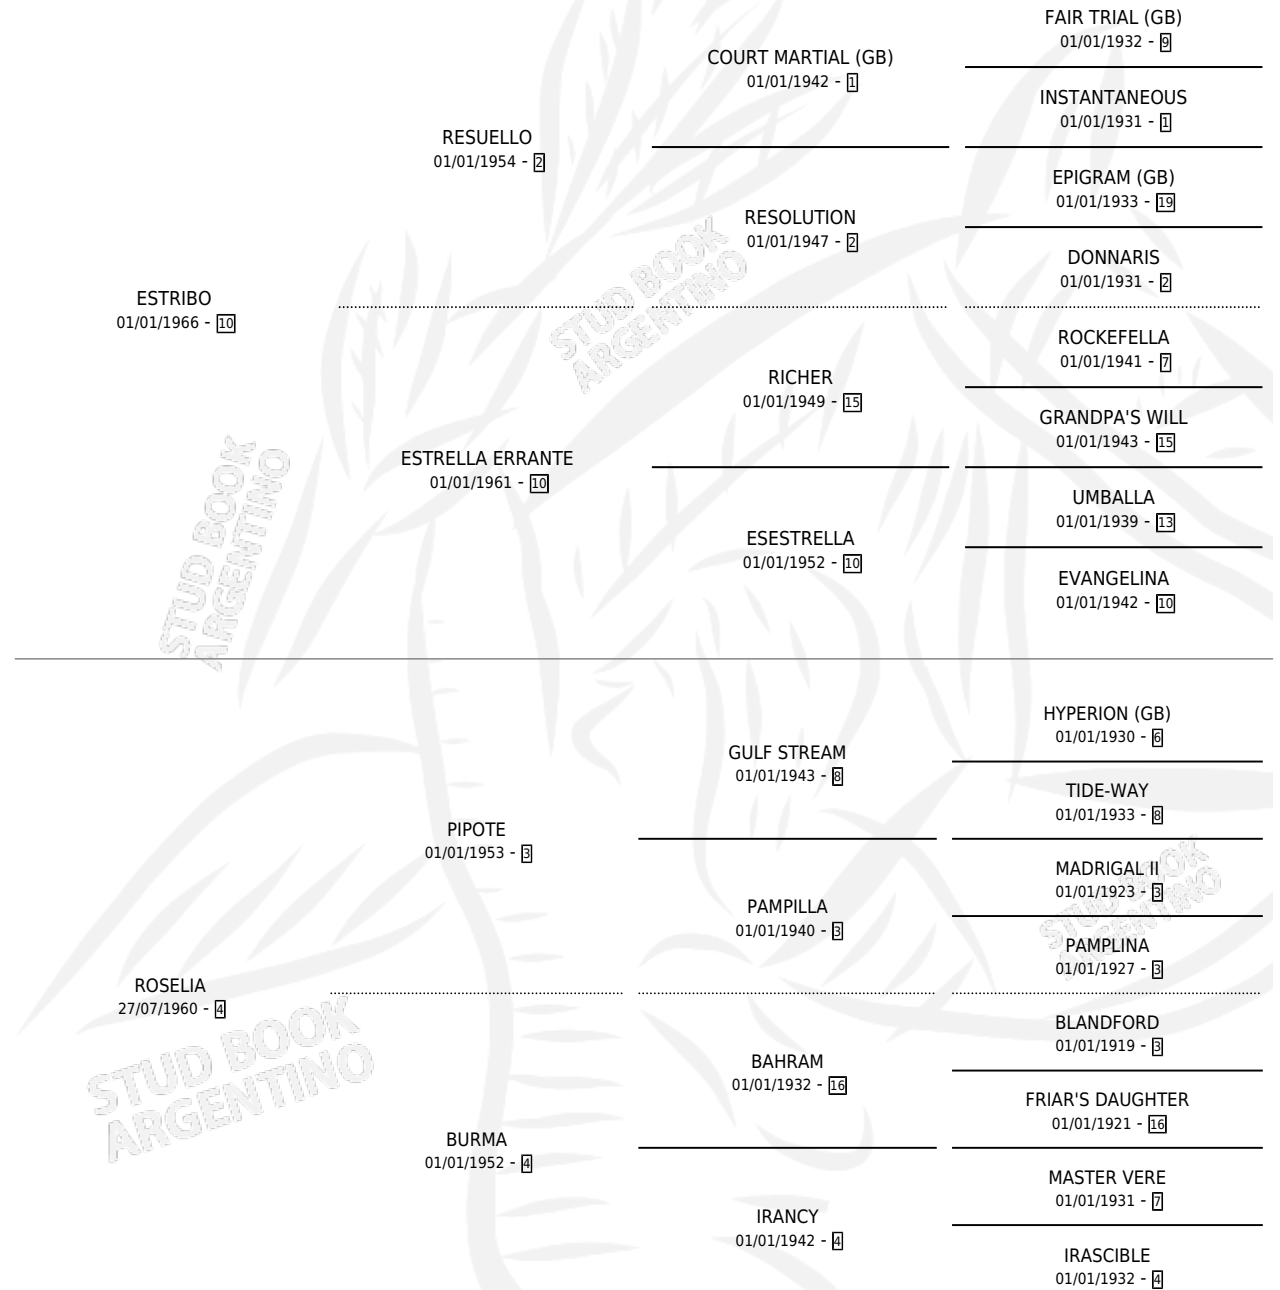 FAIR TRIAL (GB)
01/01/1932 - 9
COURT MARTIAL (GB)
01/01/1942 - 1
INSTANTANEOUS
01/01/1931 - 1
RESUELLO
01/01/1954 - 2
EPIGRAM (GB)
01/01/1933 - 19
RESOLUTION
01/01/1947 - 2
DONNARIS
01/01/1931 - 2
ESTRIBO
01/01/1966 - 10
ROCKEFELLA
01/01/1941 - 7
RICHER
01/01/1949 - 15
GRANDPA'S WILL
01/01/1943 - 15
ESTRELLA ERRANTE
01/01/1961 - 10
UMBALLA
01/01/1939 - 13
ESESTRELLA
01/01/1952 - 10
EVANGELINA
01/01/1942 - 10
HYPERION (GB)
01/01/1930 - 6
GULF STREAM
01/01/1943 - 8
TIDE-WAY
01/01/1933 - 8
PIPOTE
01/01/1953 - 3
MADRIGAL II
01/01/1923 - 3
PAMPILLA
01/01/1940 - 3
PAMPLINA
01/01/1927 - 3
ROSELIA
27/07/1960 - 4
BLANDFORD
01/01/1919 - 3
BAHRAM
01/01/1932 - 16
FRIAR'S DAUGHTER
01/01/1921 - 16
BURMA
01/01/1952 - 4
MASTER VERE
01/01/1931 - 7
IRANCY
01/01/1942 - 4
IRASCIBLE
01/01/1932 - 4
STUD BOOK
ARGENTINO
STUD BOOK
ARGENTINO
STUD BOOK
ARGENTINO
STUD BOOK
ARGENTINO